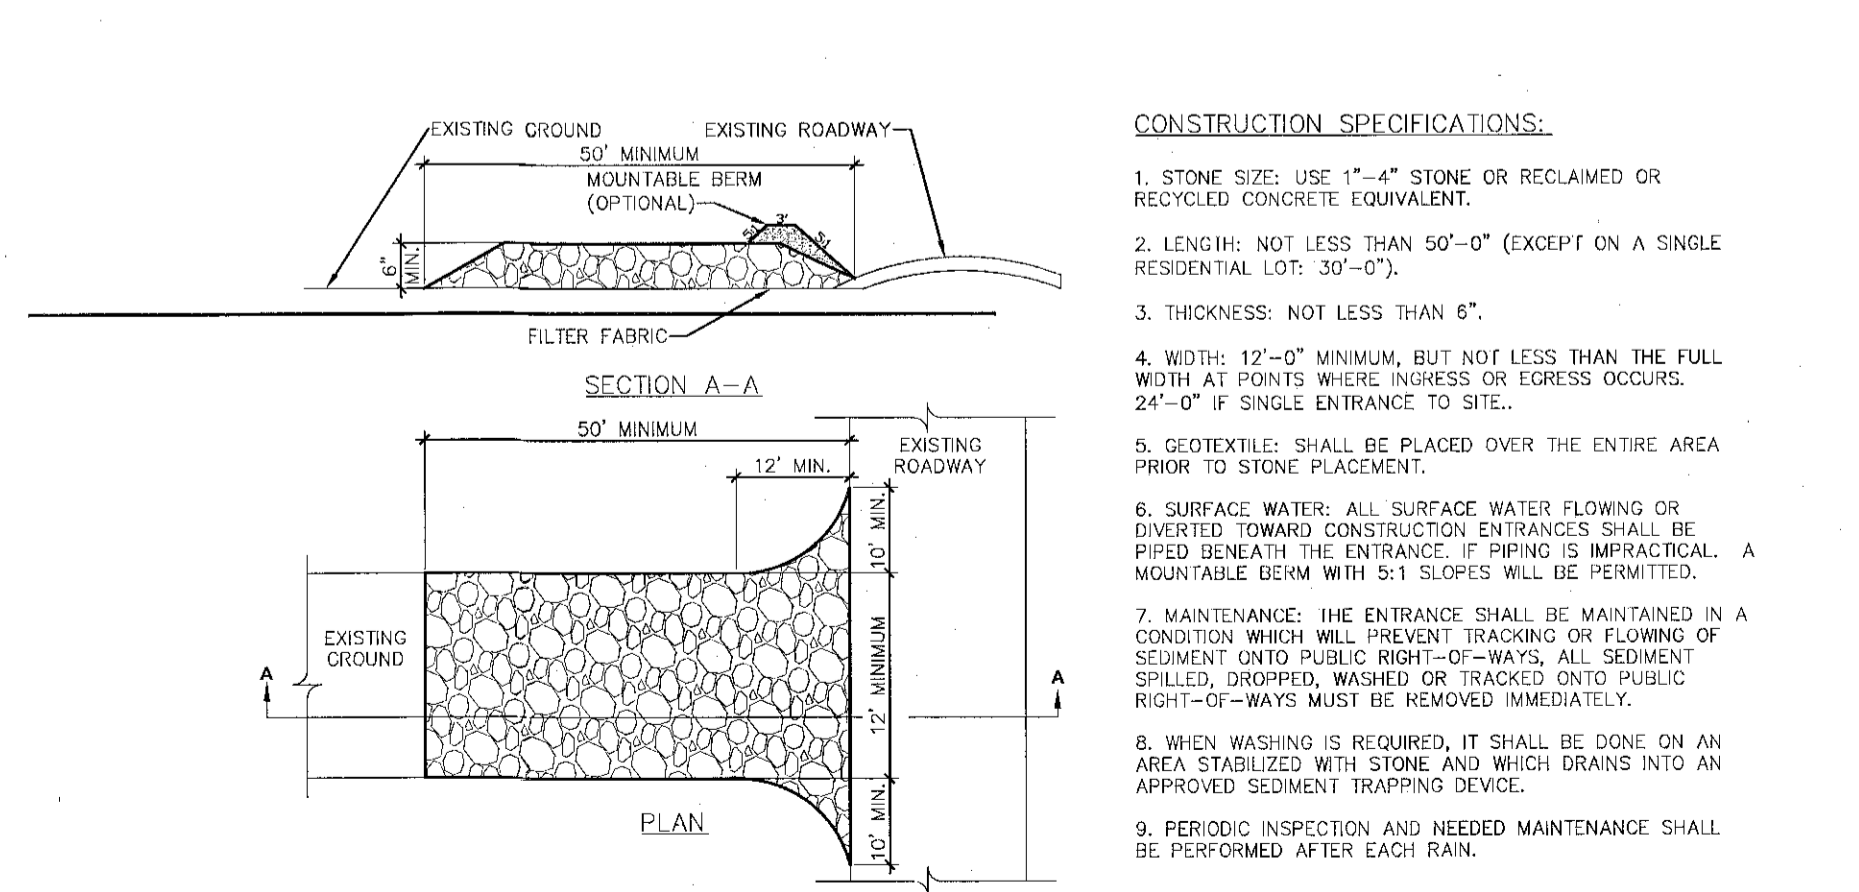 EXISTING GROUND
EXISTING ROADWAY
50' MINIMUM
MOUNTABLE BERM
(OPTIONAL)
3'
5:1
5:1
6"
MIN.
FILTER FABRIC
SECTION A-A
50' MINIMUM
12' MIN.
EXISTING
ROADWAY
10' MIN.
EXISTING
GROUND
12' MINIMUM
A
A
10' MIN.
PLAN
CONSTRUCTION SPECIFICATIONS:
1. STONE SIZE: USE 1"-4" STONE OR RECLAIMED OR
RECYCLED CONCRETE EQUIVALENT.
2. LENGTH: NOT LESS THAN 50'-0" (EXCEPT ON A SINGLE
RESIDENTIAL LOT: 30'-0").
3. THICKNESS: NOT LESS THAN 6".
4. WIDTH: 12'-0" MINIMUM, BUT NOT LESS THAN THE FULL
WIDTH AT POINTS WHERE INGRESS OR EGRESS OCCURS.
24'-0" IF SINGLE ENTRANCE TO SITE..
5. GEOTEXTILE: SHALL BE PLACED OVER THE ENTIRE AREA
PRIOR TO STONE PLACEMENT.
6. SURFACE WATER: ALL SURFACE WATER FLOWING OR
DIVERTED TOWARD CONSTRUCTION ENTRANCES SHALL BE
PIPED BENEATH THE ENTRANCE. IF PIPING IS IMPRACTICAL. A
MOUNTABLE BERM WITH 5:1 SLOPES WILL BE PERMITTED.
7. MAINTENANCE: THE ENTRANCE SHALL BE MAINTAINED IN A
CONDITION WHICH WILL PREVENT TRACKING OR FLOWING OF
SEDIMENT ONTO PUBLIC RIGHT-OF-WAYS, ALL SEDIMENT
SPILLED, DROPPED, WASHED OR TRACKED ONTO PUBLIC
RIGHT-OF-WAYS MUST BE REMOVED IMMEDIATELY.
8. WHEN WASHING IS REQUIRED, IT SHALL BE DONE ON AN
AREA STABILIZED WITH STONE AND WHICH DRAINS INTO AN
APPROVED SEDIMENT TRAPPING DEVICE.
9. PERIODIC INSPECTION AND NEEDED MAINTENANCE SHALL
BE PERFORMED AFTER EACH RAIN.